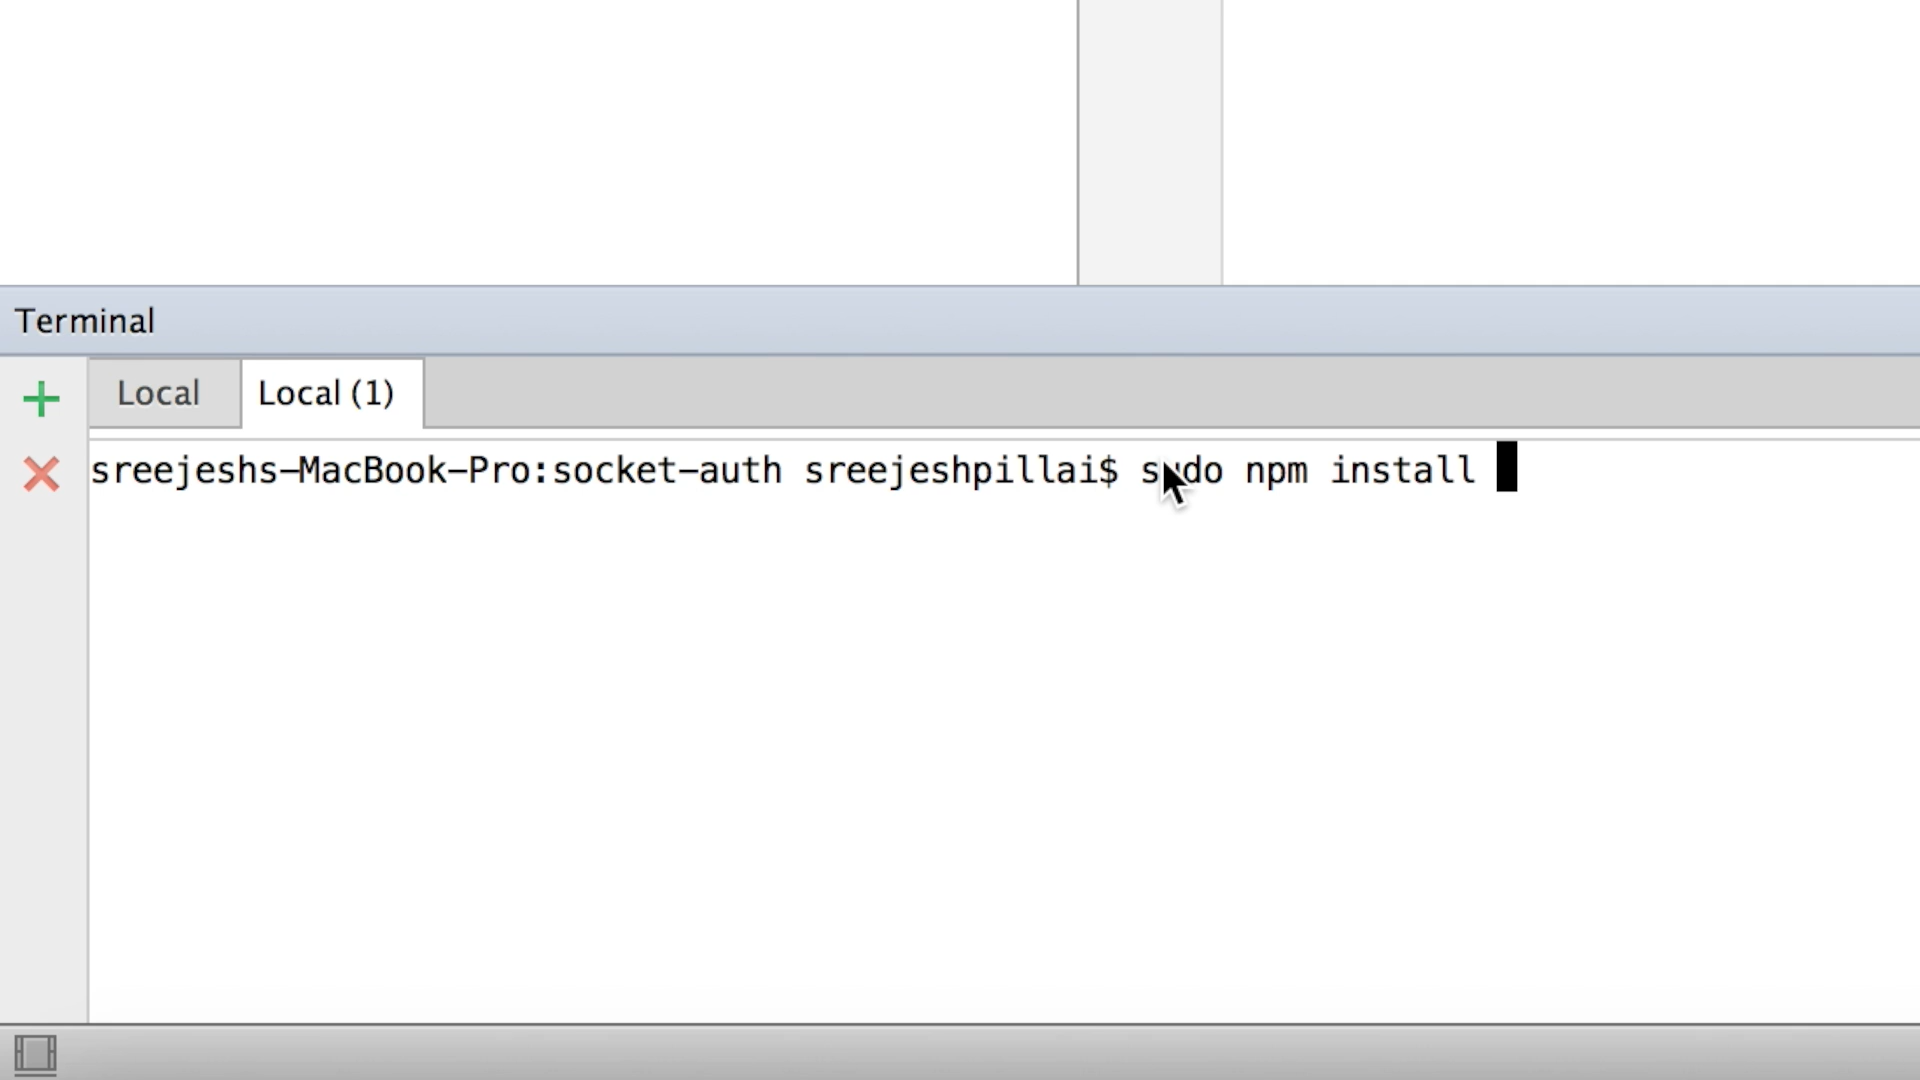 Terminal
Local Local (1)
sreejeshs-MacBook-Pro:socket-auth sreejeshpillai$ sudo npm install